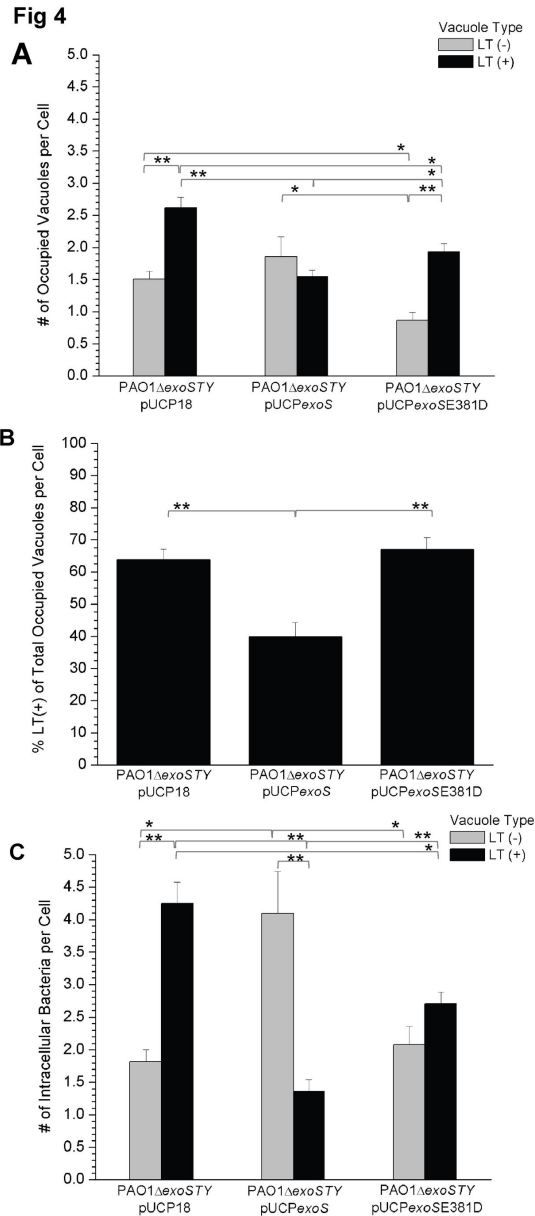 Fig 4
Vacuole Type
LT (-)
LT (+)
A
5.0
4.5
4.0
3.5
3.0
2.5
2.0
1.5
1.0
0.5
0.0
# of Occupied Vacuoles per Cell
*
** *
** *
* **
PAO1ΔexoSTY PAO1ΔexoSTY PAO1ΔexoSTY
pUCP18 pUCPexoS pUCPexoSE381D
B
100
90
80
70
60
50
40
30
20
10
0
% LT(+) of Total Occupied Vacuoles per Cell
** **
PAO1ΔexoSTY PAO1ΔexoSTY PAO1ΔexoSTY
pUCP18 pUCPexoS pUCPexoSE381D
Vacuole Type
LT (-)
LT (+)
C
5.0
4.5
4.0
3.5
3.0
2.5
2.0
1.5
1.0
0.5
0.0
# of Intracellular Bacteria per Cell
* *
** ** **
*
**
PAO1ΔexoSTY PAO1ΔexoSTY PAO1ΔexoSTY
pUCP18 pUCPexoS pUCPexoSE381D